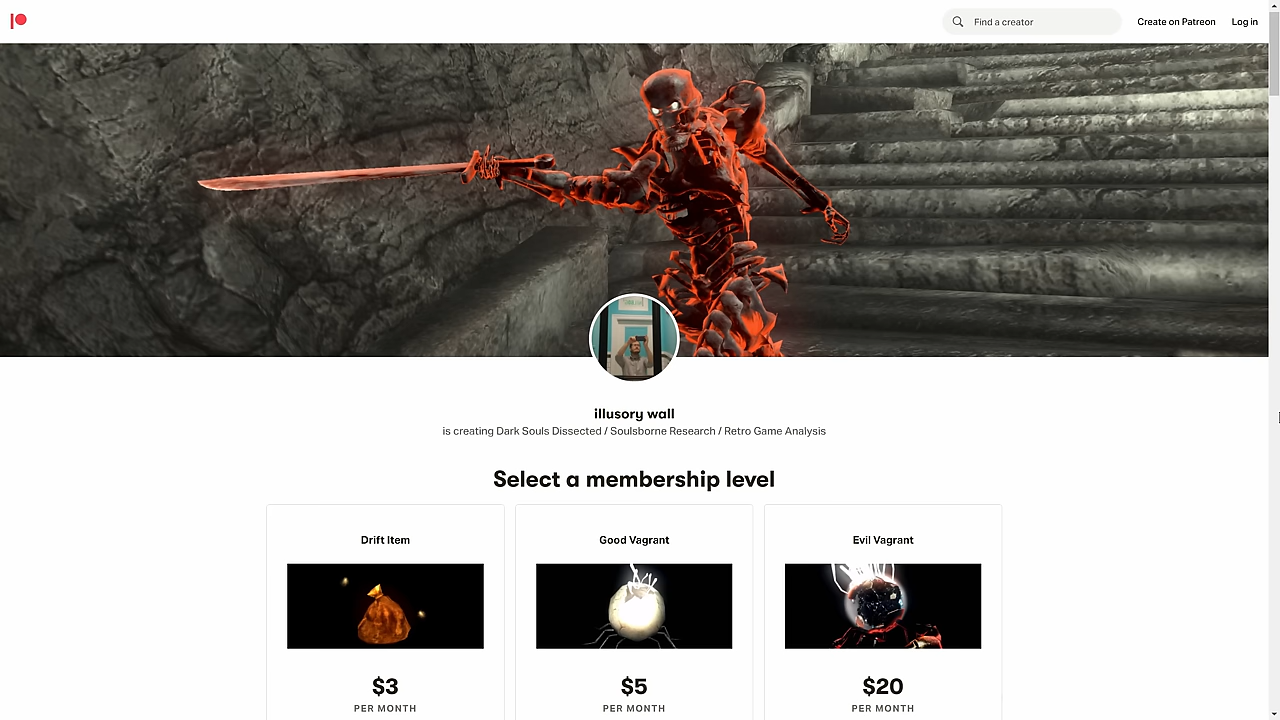 Find a creator
Create on Patreon
Log in
illusory wall
is creating Dark Souls Dissected / Soulsborne Research / Retro Game Analysis
Select a membership level
Drift Item
Good Vagrant
Evil Vagrant
$3
PER MONTH
$5
PER MONTH
$20
PER MONTH